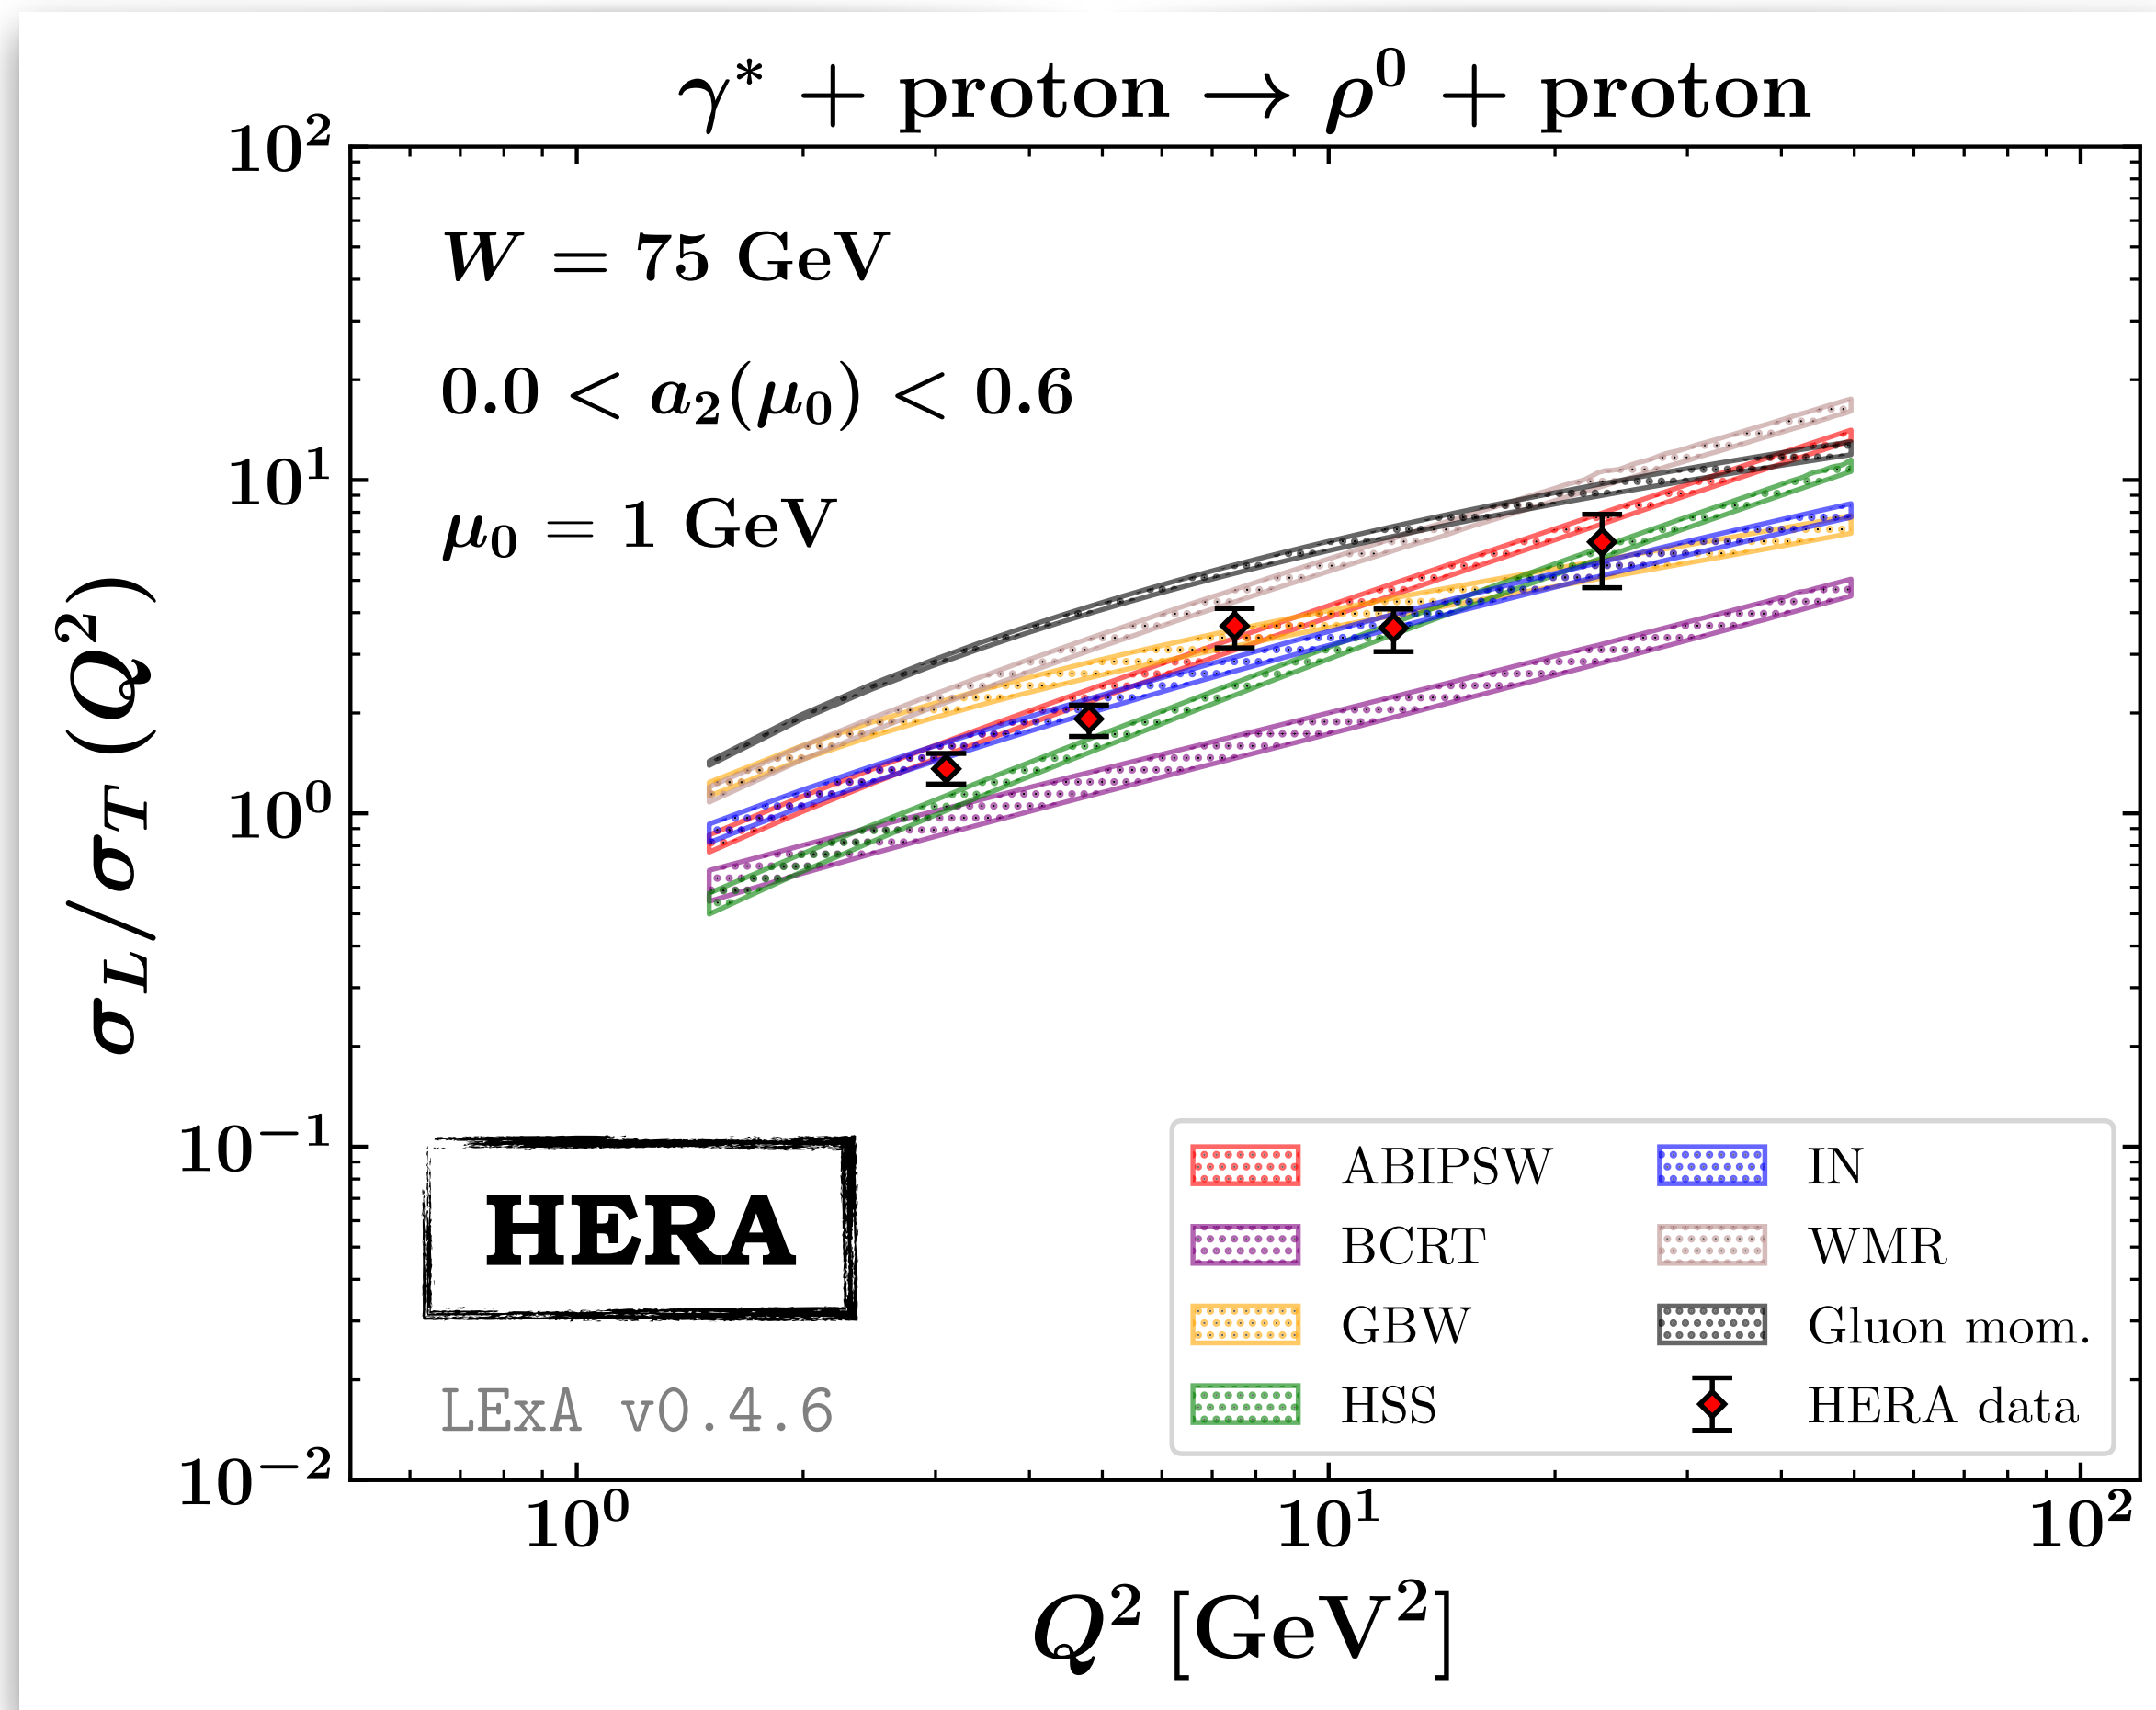 γ* + proton → ρ⁰ + proton
10²
10¹
10⁰
10⁻¹
10⁻²
σ_L/σ_T (Q²)
W = 75 GeV
0.0 < a₂(μ₀) < 0.6
μ₀ = 1 GeV
HERA
LExA v0.4.6
ABIPSW
BCRT
GBW
HSS
IN
WMR
Gluon mom.
HERA data
10⁰ 10¹ 10²
Q² [GeV²]